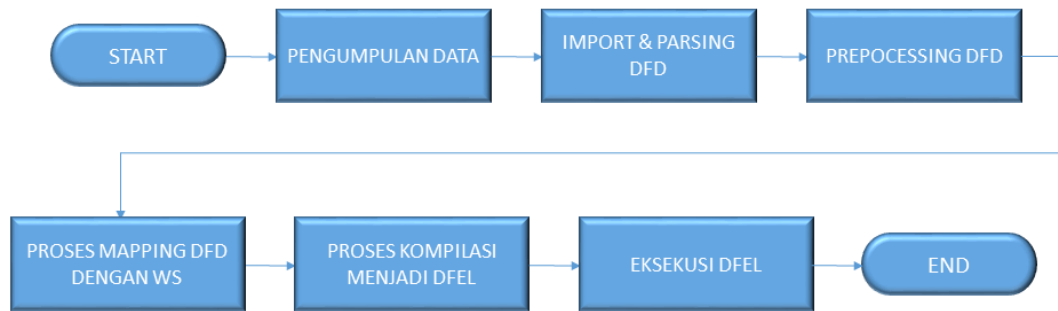 START
PENGUMPULAN DATA
IMPORT & PARSING
DFD
PREPOCESSING DFD
PROSES MAPPING DFD
DENGAN WS
PROSES KOMPILASI
MENJADI DFEL
EKSEKUSI DFEL
END